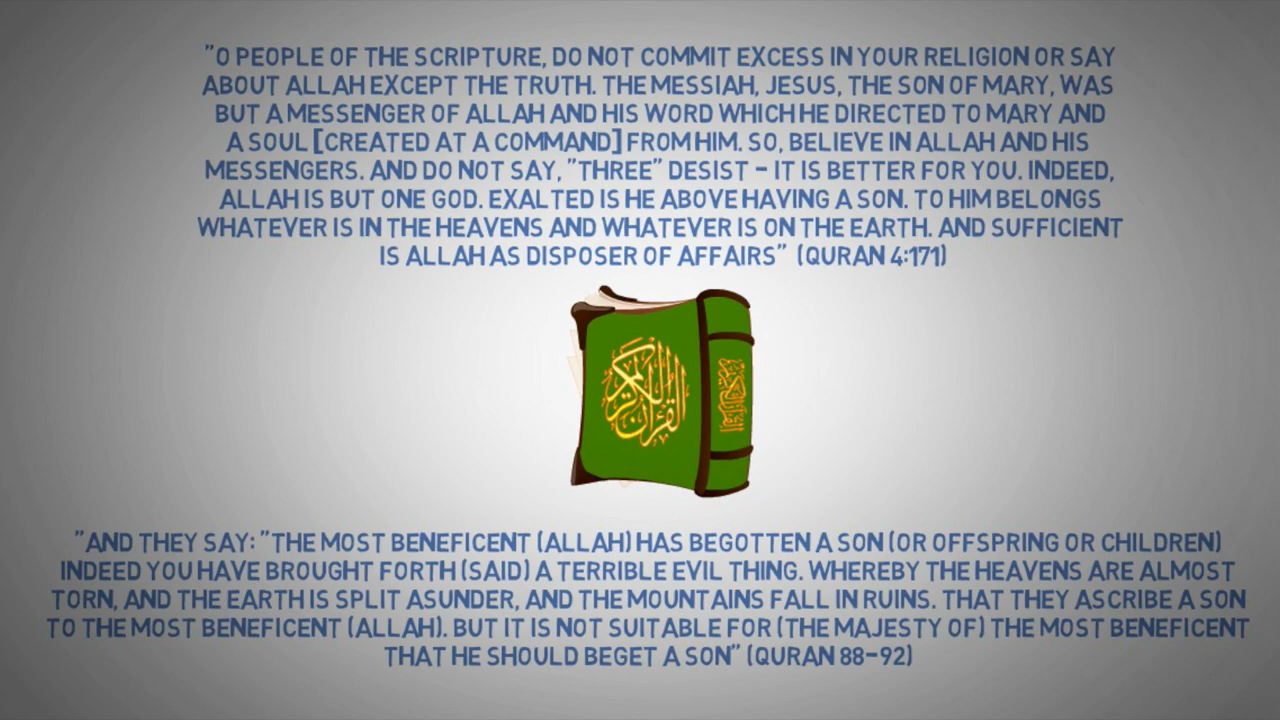 "O PEOPLE OF THE SCRIPTURE, DO NOT COMMIT EXCESS IN YOUR RELIGION OR SAY
ABOUT ALLAH EXCEPT THE TRUTH. THE MESSIAH, JESUS, THE SON OF MARY, WAS
BUT A MESSENGER OF ALLAH AND HIS WORD WHICH HE DIRECTED TO MARY AND
A SOUL [CREATED AT A COMMAND] FROM HIM. SO, BELIEVE IN ALLAH AND HIS
MESSENGERS. AND DO NOT SAY, "THREE" DESIST - IT IS BETTER FOR YOU. INDEED,
ALLAH IS BUT ONE GOD. EXALTED IS HE ABOVE HAVING A SON. TO HIM BELONGS
WHATEVER IS IN THE HEAVENS AND WHATEVER IS ON THE EARTH. AND SUFFICIENT
IS ALLAH AS DISPOSER OF AFFAIRS" (QURAN 4:171)
القرآن الكريم
القرآن الكريم
"AND THEY SAY: "THE MOST BENEFICENT (ALLAH) HAS BEGOTTEN A SON (OR OFFSPRING OR CHILDREN)
INDEED YOU HAVE BROUGHT FORTH (SAID) A TERRIBLE EVIL THING. WHEREBY THE HEAVENS ARE ALMOST
TORN, AND THE EARTH IS SPLIT ASUNDER, AND THE MOUNTAINS FALL IN RUINS. THAT THEY ASCRIBE A SON
TO THE MOST BENEFICENT (ALLAH). BUT IT IS NOT SUITABLE FOR (THE MAJESTY OF) THE MOST BENEFICENT
THAT HE SHOULD BEGET A SON" (QURAN 88-92)